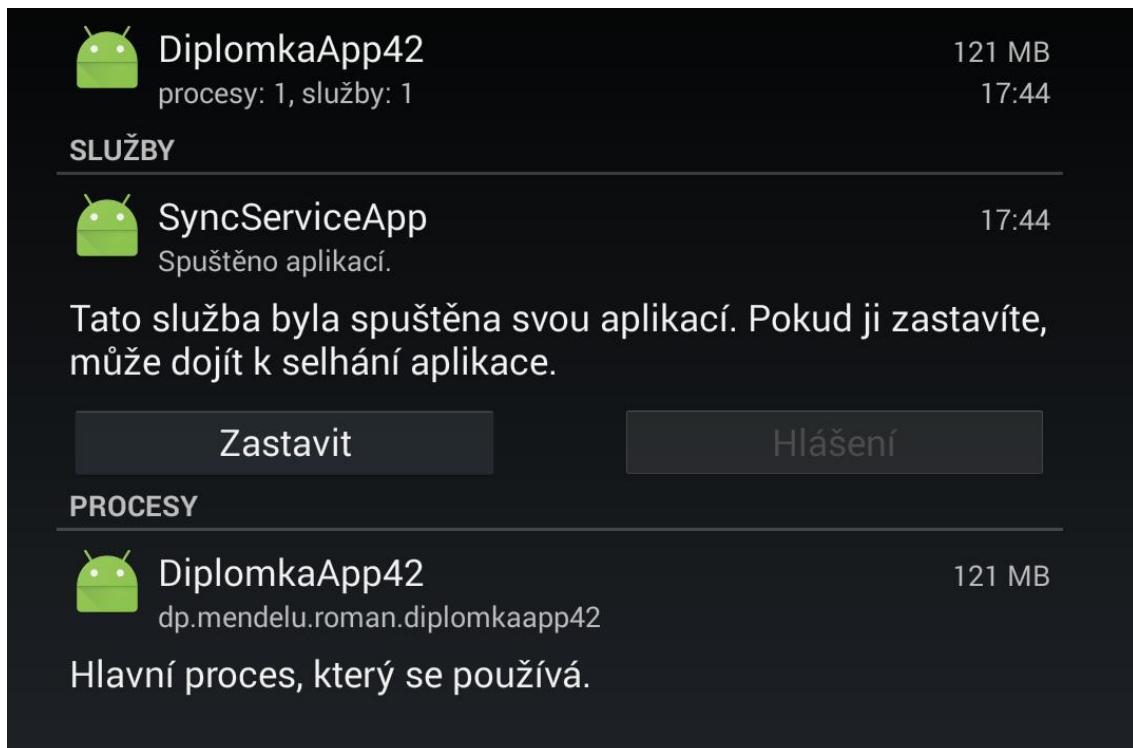 DiplomkaApp42 121 MB
procesy: 1, služby: 1 17:44
SLUŽBY
SyncServiceApp 17:44
Spuštěno aplikací.
Tato služba byla spuštěna svou aplikací. Pokud ji zastavíte,
může dojít k selhání aplikace.
Zastavit Hlášení
PROCESY
DiplomkaApp42 121 MB
dp.mendelu.roman.diplomkaapp42
Hlavní proces, který se používá.